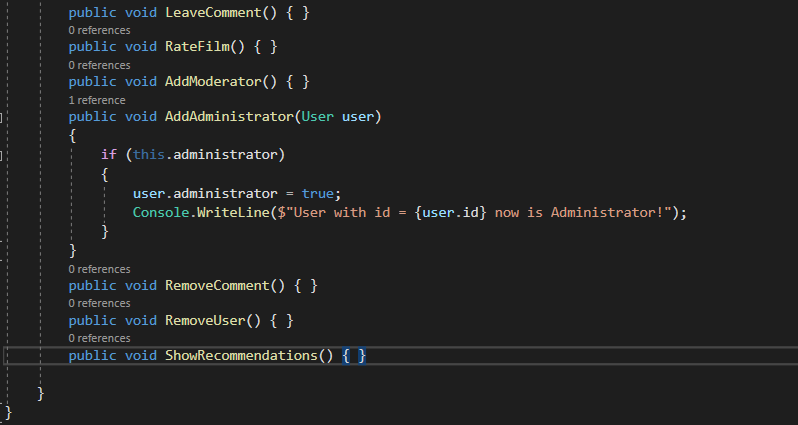 public void LeaveComment() { }
0 references
public void RateFilm() { }
0 references
public void AddModerator() { }
1 reference
public void AddAdministrator(User user)
{
if (this.administrator)
{
user.administrator = true;
Console.WriteLine($"User with id = {user.id} now is Administrator!");
}
}
0 references
public void RemoveComment() { }
0 references
public void RemoveUser() { }
0 references
public void ShowRecommendations() { }
}
}